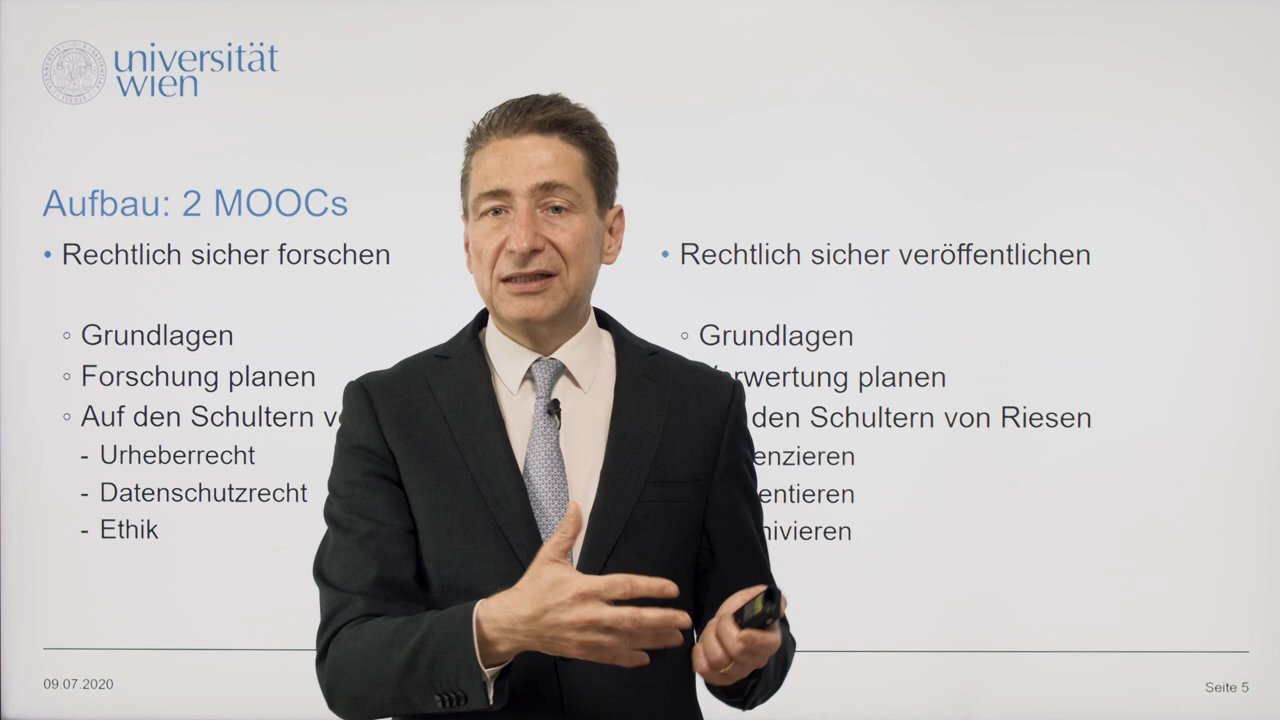 universität
wien
Aufbau: 2 MOOCs
• Rechtlich sicher forschen
◦ Grundlagen
◦ Forschung planen
◦ Auf den Schultern
- Urheberrecht
- Datenschutzrecht
- Ethik
• Rechtlich sicher veröffentlichen
◦ Grundlagen
planen
den Schultern von Riesen
09.07.2020
Seite 5